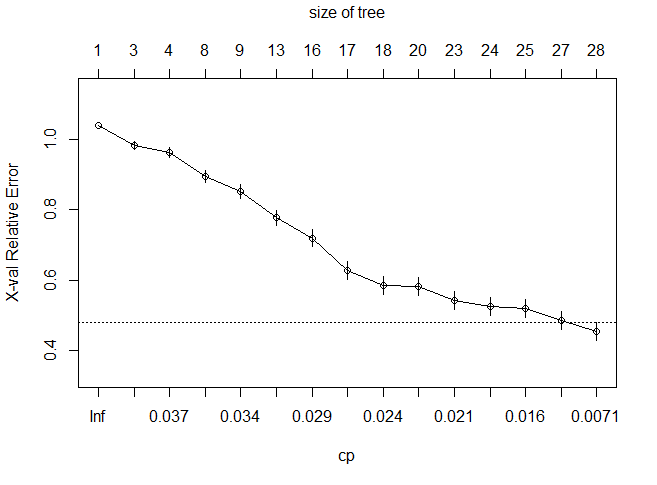 size of tree
1 3 4 8 9 13 16 17 18 20 23 24 25 27 28
X-val Relative Error
1.0
0.8
0.6
0.4
Inf 0.037 0.034 0.029 0.024 0.021 0.016 0.0071
cp